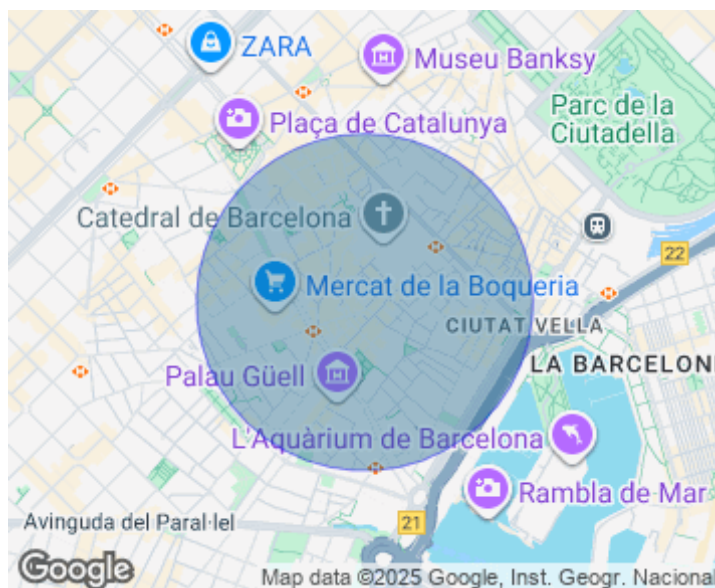 ZARA
Museu Banksy
Plaça de Catalunya
Parc de la
Ciutadella
Catedral de Barcelona
22
Mercat de la Boqueria
CIUTAT VELLA
LA BARCELON
Palau Güell
L'Aquàrium de Barcelona
Rambla de Mar
Avinguda del Paral·lel
21
Google
Map data ©2025 Google, Inst. Geogr. Nacional